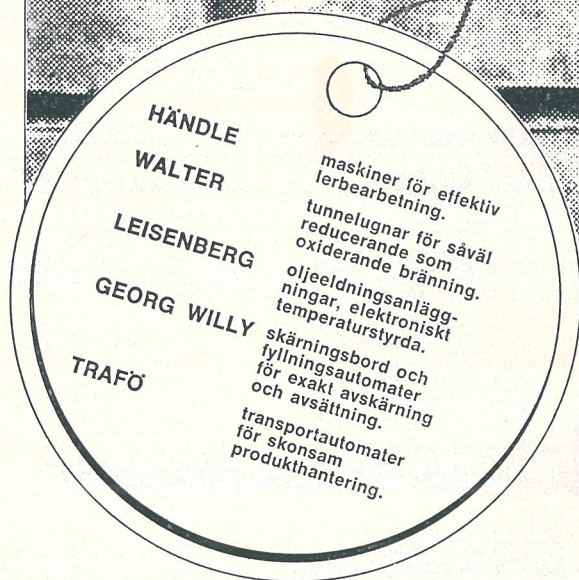 HÄNDLE
maskiner för effektiv
lerbearbetning.
WALTER
tunnelugnar för såväl
reducerande som
oxiderande bränning.
LEISENBERG
oljeeldningsanlägg-
ningar, elektroniskt
temperaturstyrda.
GEORG WILLY
skärningsbord och
fyllningsautomater
för exakt avskärning
och avsättning.
TRAFÖ
transportautomater
för skonsam
produkthantering.